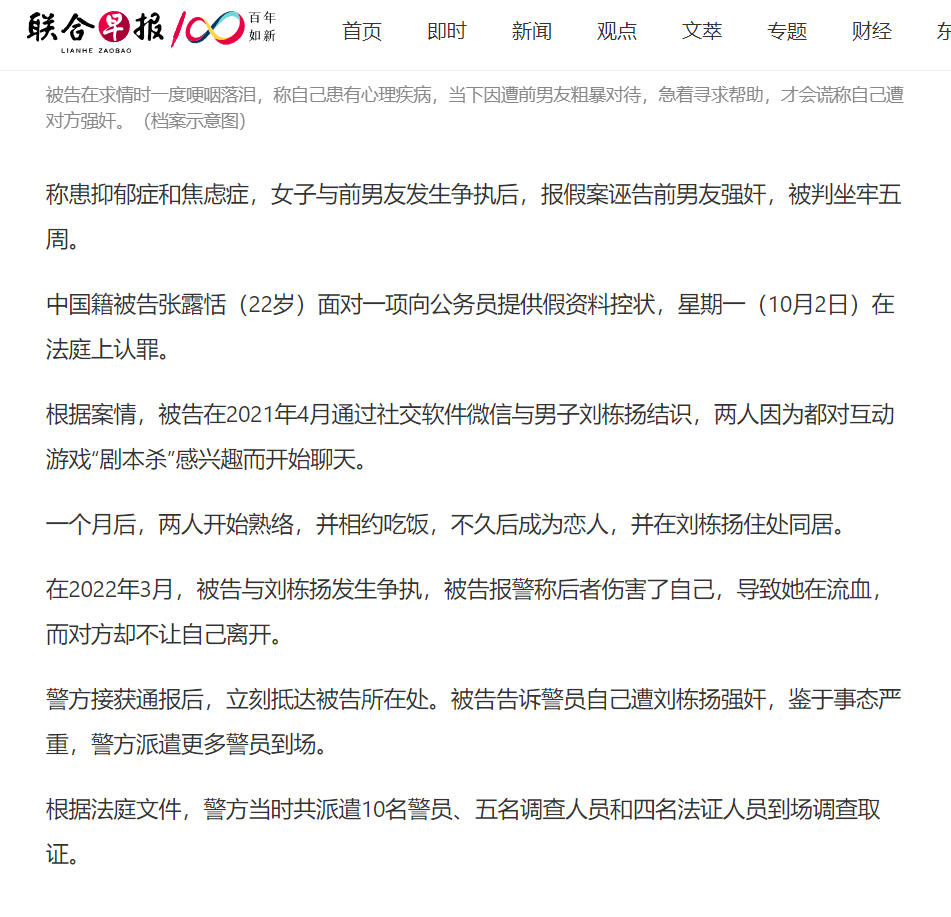 联合早报 100 百年
如新
LIANHE ZAOBAO
首页 即时 新闻 观点 文萃 专题 财经 东
被告在求情时一度哽咽落泪，称自己患有心理疾病，当下因遭前男友粗暴对待，急着寻求帮助，才会谎称自己遭
对方强奸。（档案示意图）
称患抑郁症和焦虑症，女子与前男友发生争执后，报假案诬告前男友强奸，被判坐牢五
周。
中国籍被告张露恬（22岁）面对一项向公务员提供假资料控状，星期一（10月2日）在
法庭上认罪。
根据案情，被告在2021年4月通过社交软件微信与男子刘栋扬结识，两人因为都对互动
游戏“剧本杀”感兴趣而开始聊天。
一个月后，两人开始熟络，并相约吃饭，不久后成为恋人，并在刘栋扬住处同居。
在2022年3月，被告与刘栋扬发生争执，被告报警称后者伤害了自己，导致她在流血，
而对方却不让自己离开。
警方接获通报后，立刻抵达被告所在处。被告告诉警员自己遭刘栋扬强奸，鉴于事态严
重，警方派遣更多警员到场。
根据法庭文件，警方当时共派遣10名警员、五名调查人员和四名法证人员到场调查取
证。